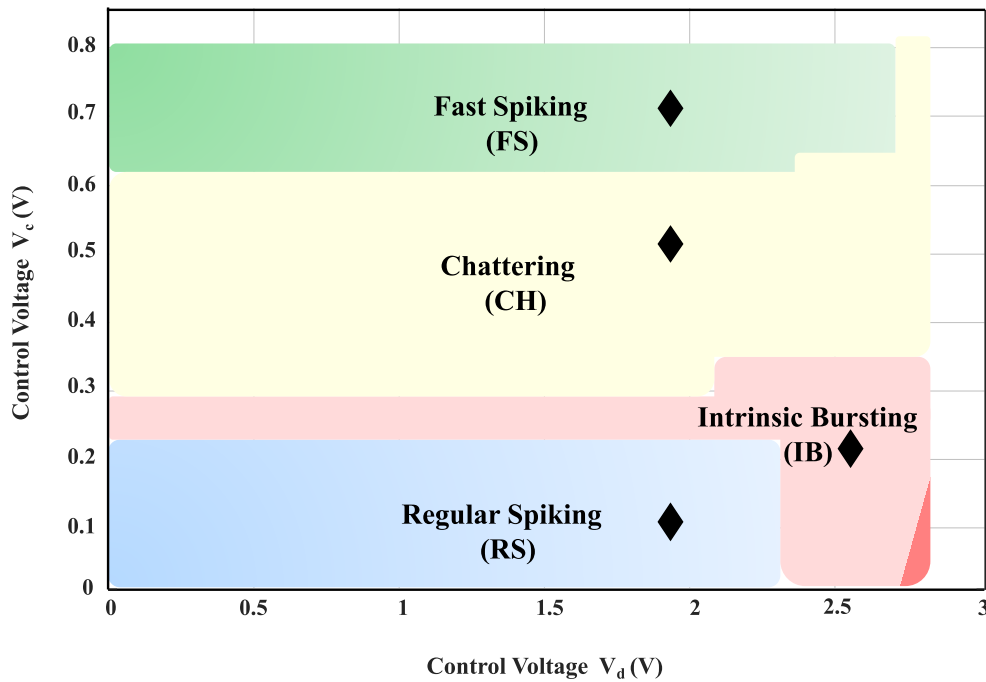 0.8
0.7
0.6
0.5
0.4
0.3
0.2
0.1
0
Control Voltage Vc (V)
Fast Spiking
(FS)
Chattering
(CH)
Intrinsic Bursting
(IB)
Regular Spiking
(RS)
0 0.5 1 1.5 2 2.5 3
Control Voltage Vd (V)